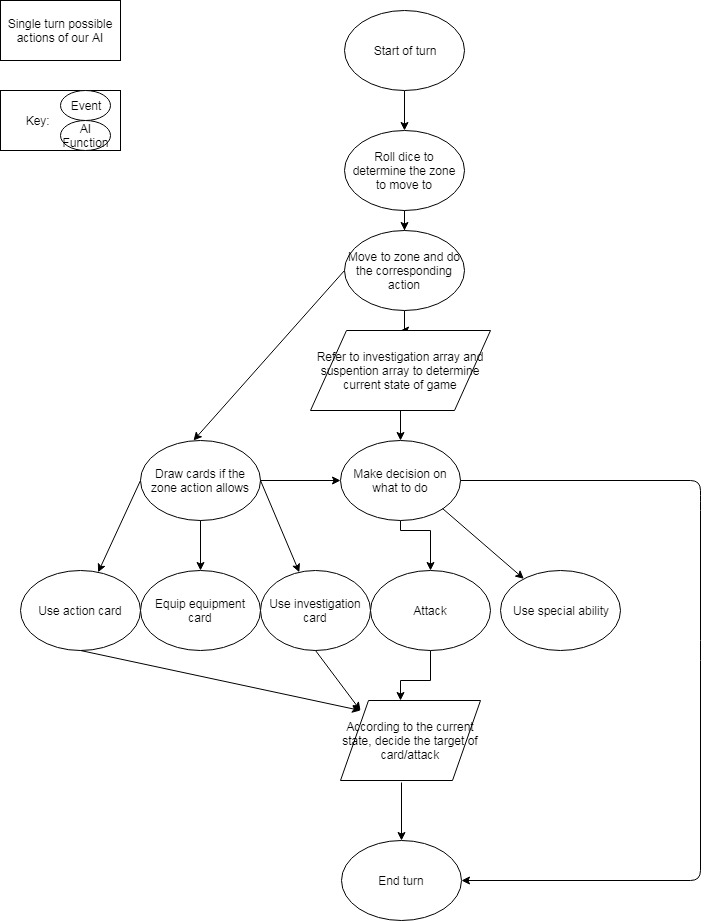 Single turn possible
actions of our AI
Key:
Event
AI
Function
Start of turn
Roll dice to
determine the zone
to move to
Move to zone and do
the corresponding
action
Refer to investigation array and
suspention array to determine
current state of game
Draw cards if the
zone action allows
Make decision on
what to do
Use action card
Equip equipment
card
Use investigation
card
Attack
Use special ability
According to the current
state, decide the target of
card/attack
End turn